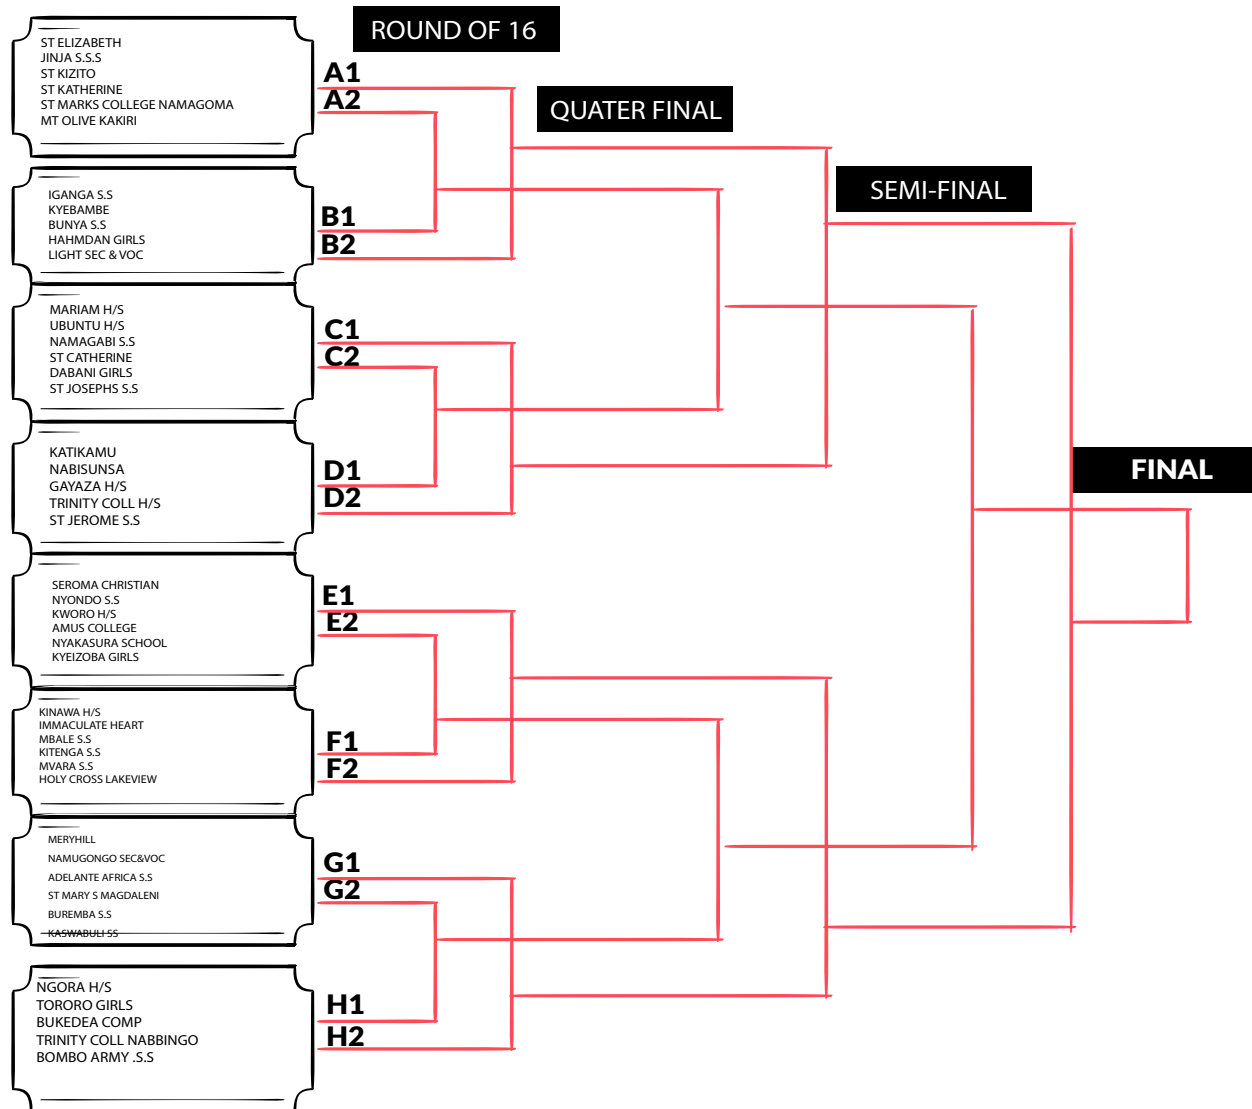 ROUND OF 16
ST ELIZABETH
JINJA S.S.S
ST KIZITO
ST KATHERINE
ST MARKS COLLEGE NAMAGOMA
MT OLIVE KAKIRI
A1
A2
QUATER FINAL
SEMI-FINAL
IGANGA S.S
KYEBAMBE
BUNYA S.S
HAHMDAN GIRLS
LIGHT SEC & VOC
B1
B2
MARIAM H/S
UBUNTU H/S
NAMAGABI S.S
ST CATHERINE
DABANI GIRLS
ST JOSEPHS S.S
C1
C2
KATIKAMU
NABISUNSA
GAYAZA H/S
TRINITY COLL H/S
ST JEROME S.S
D1
D2
FINAL
SEROMA CHRISTIAN
NYONDO S.S
KWORO H/S
AMUS COLLEGE
NYAKASURA SCHOOL
KYEIZOBA GIRLS
E1
E2
KINAWA H/S
IMMACULATE HEART
MBALE S.S
KITENGA S.S
MVARA S.S
HOLY CROSS LAKEVIEW
F1
F2
MERYHILL
NAMUGONGO SEC&VOC
ADELANTE AFRICA S.S
ST MARY S MAGDALENI
BUREMBA S.S
KASWABULI SS
G1
G2
NGORA H/S
TORORO GIRLS
BUKEDEA COMP
TRINITY COLL NABBINGO
BOMBO ARMY .S.S
H1
H2